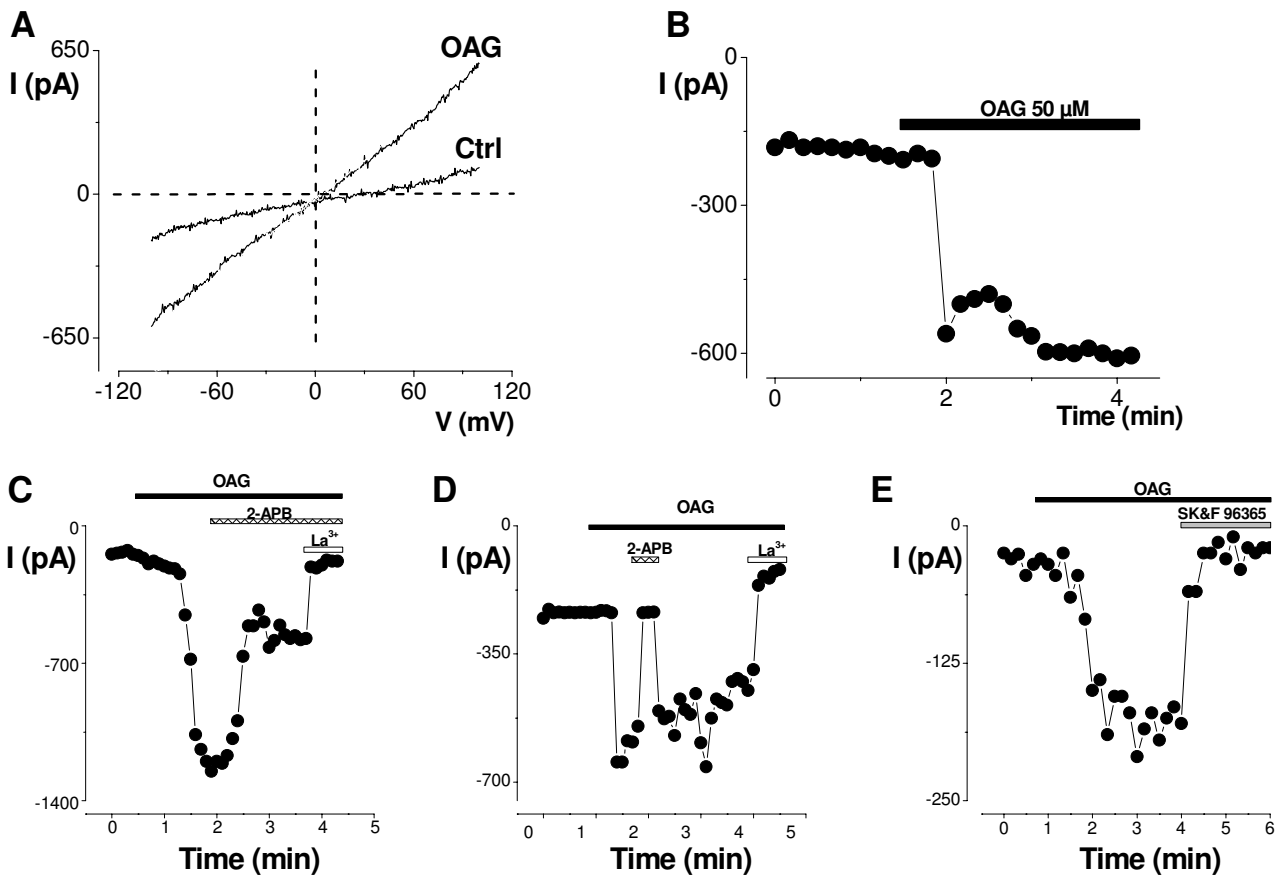 A
650
I (pA)
0
-650
OAG
Ctrl
-120 -60 0 60 120
V (mV)
B
0
I (pA)
-300
-600
OAG 50 µM
0 2 4
Time (min)
C
OAG
2-APB
La3+
0
I (pA)
-700
-1400
0 1 2 3 4 5
Time (min)
D
OAG
2-APB
La3+
0
I (pA)
-350
-700
0 1 2 3 4 5
Time (min)
E
OAG
SK&F 96365
0
I (pA)
-125
-250
0 1 2 3 4 5 6
Time (min)